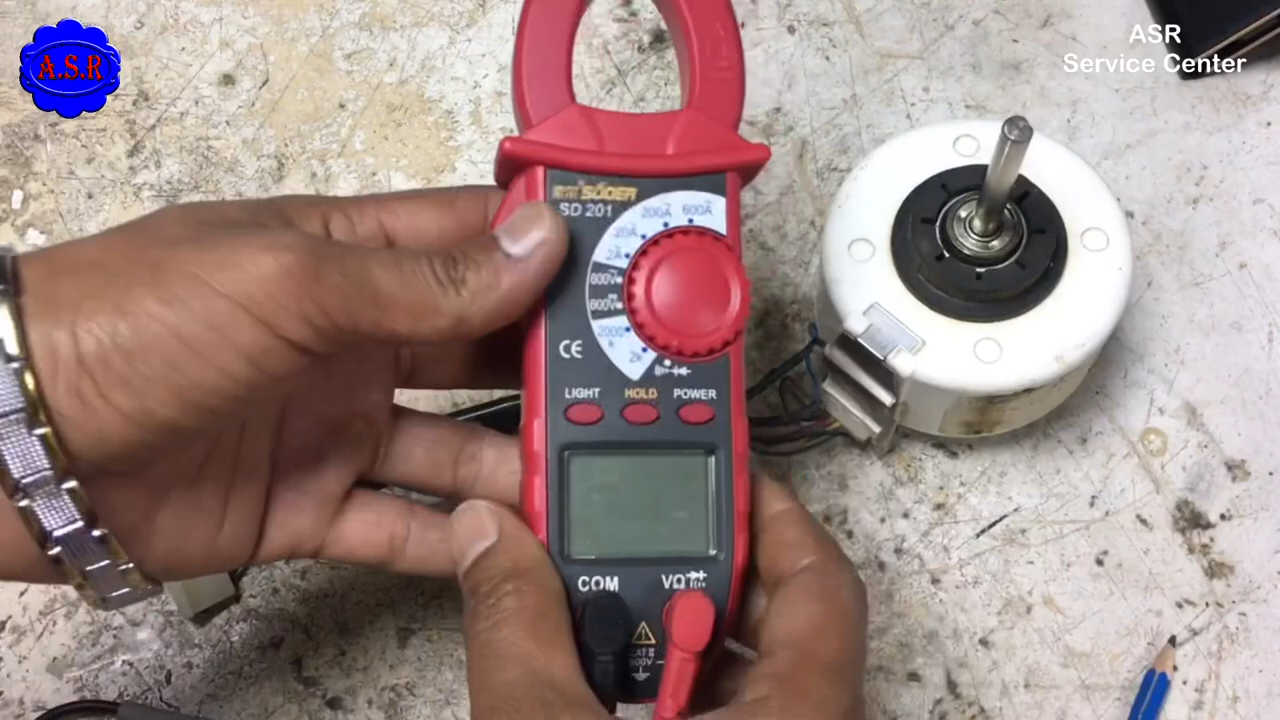 A.S.R
ASR
Service Center
SUOER
SD 201
200A
600A
20A
2A
600V
600V
2000
k
2k
CE
LIGHT
HOLD
POWER
COM
VΩ
CAT II
600V